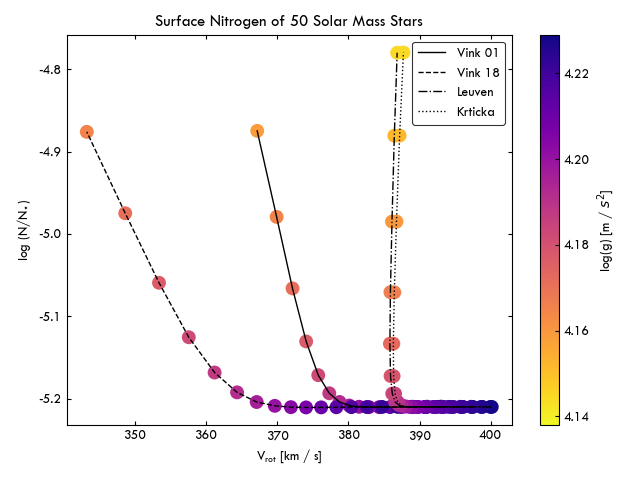 Surface Nitrogen of 50 Solar Mass Stars
-4.8
-4.9
-5.0
-5.1
-5.2
log (N/N⋆)
350
360
370
380
390
400
V_rot [km / s]
Vink 01
Vink 18
Leuven
Krticka
4.22
4.20
4.18
4.16
4.14
log(g) [m / s²]